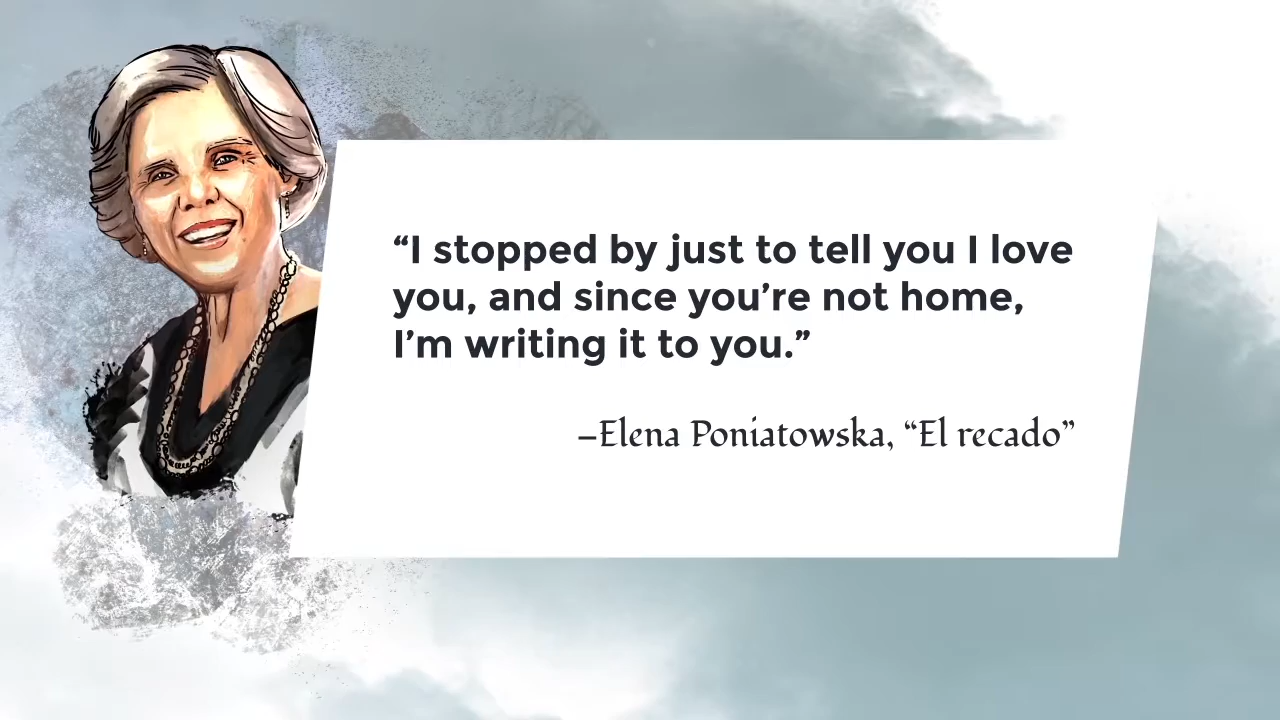 “I stopped by just to tell you I love
you, and since you’re not home,
I’m writing it to you.”
–Elena Poniatowska, “El recado”